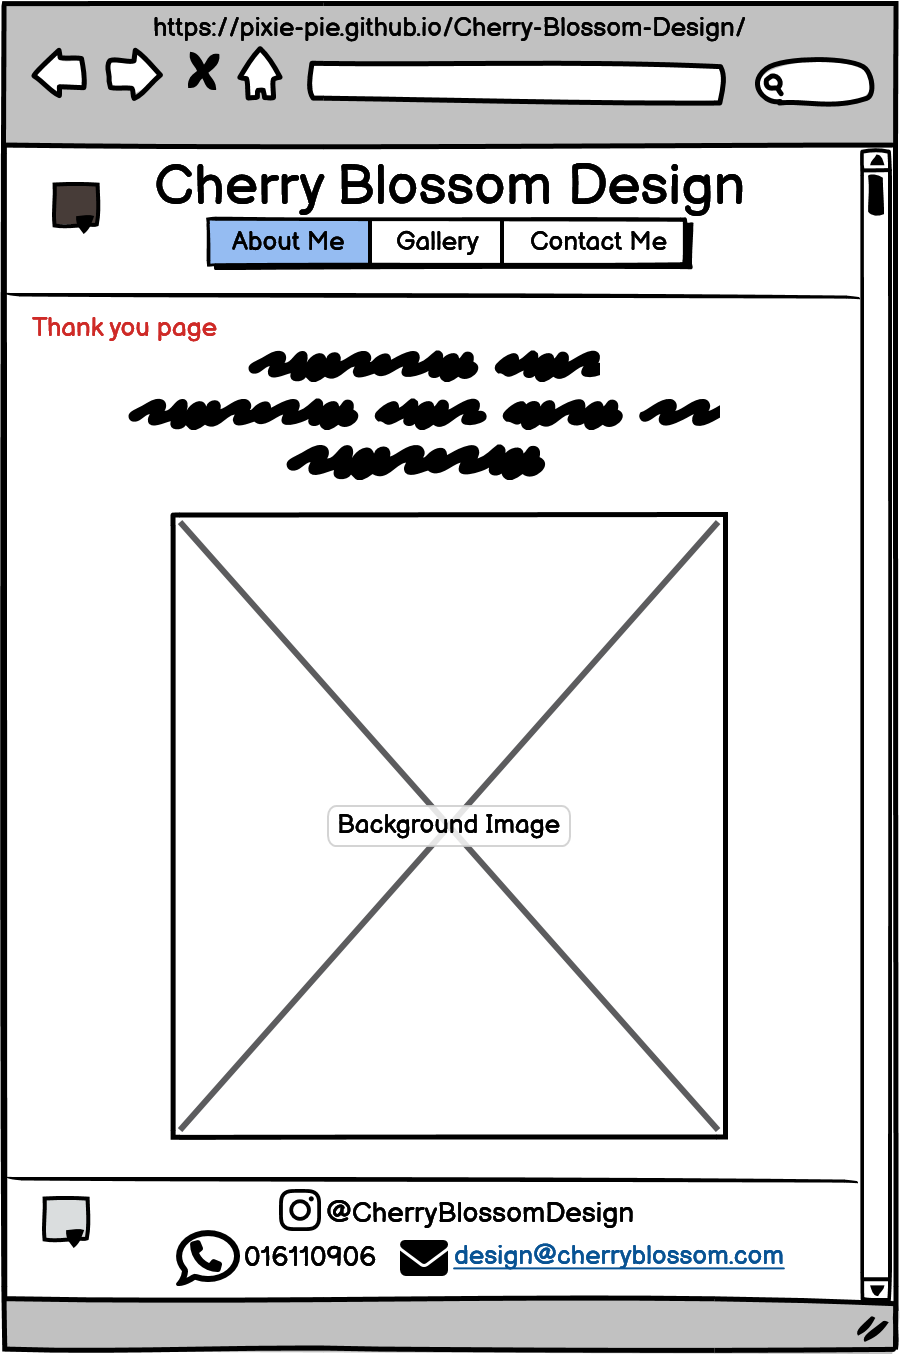 https://pixie-pie.github.io/Cherry-Blossom-Design/
Cherry Blossom Design
About Me Gallery Contact Me
Thank you page
Background Image
@CherryBlossomDesign
016110906 design@cherryblossom.com